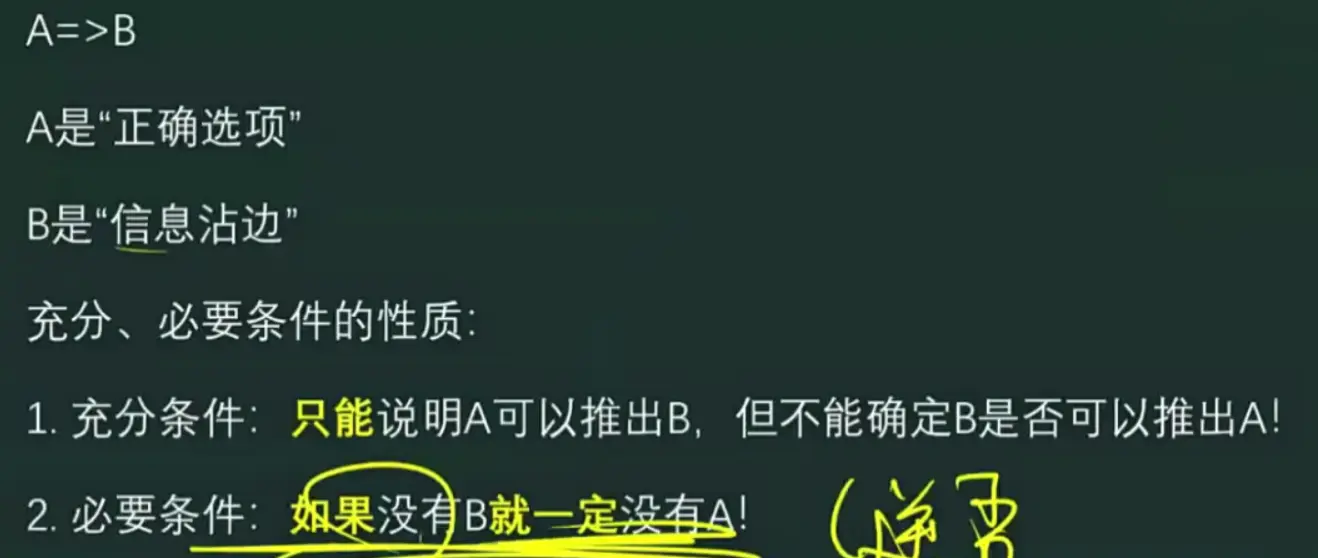 A=>B
A是“正确选项”
B是“信息沾边”
充分、必要条件的性质：
1. 充分条件：只能说明A可以推出B，但不能确定B是否可以推出A！
2. 必要条件：如果没有B就一定没有A！（逆否